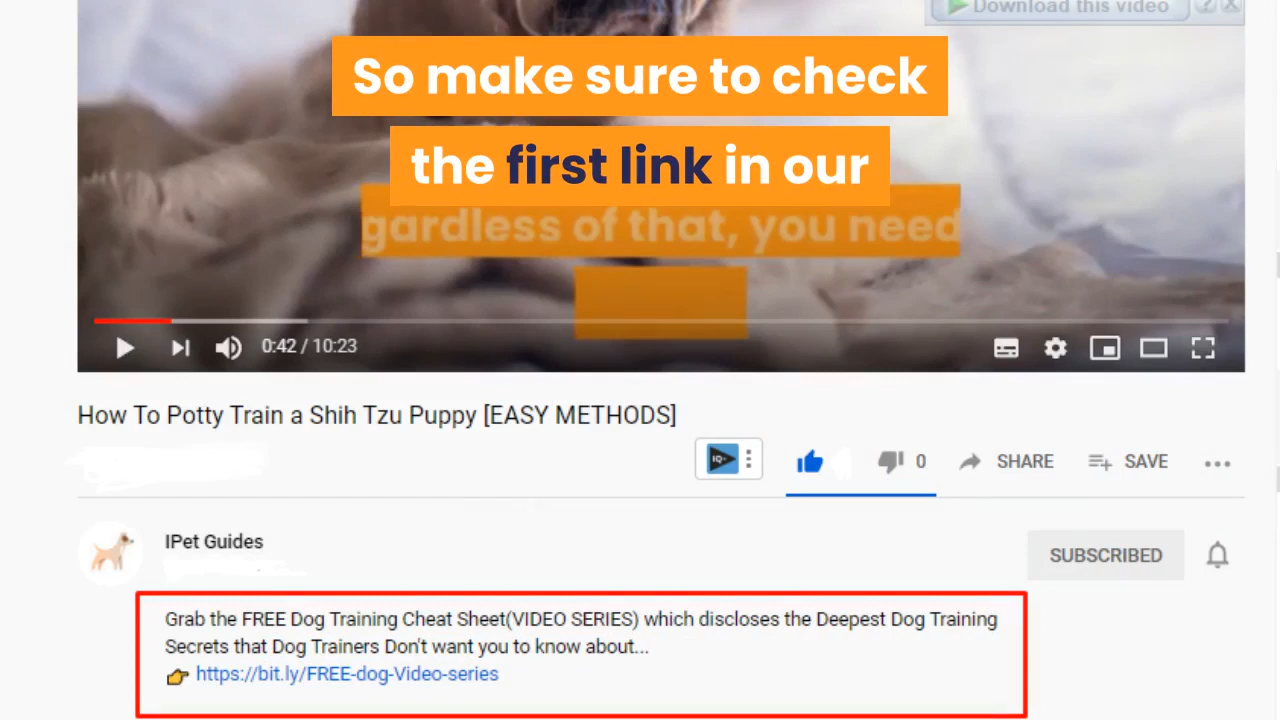 Download this video
So make sure to check
the first link in our
gardless of that, you need
0:42 / 10:23
How To Potty Train a Shih Tzu Puppy [EASY METHODS]
IQ
0
SHARE
SAVE
IPet Guides
SUBSCRIBED
Grab the FREE Dog Training Cheat Sheet(VIDEO SERIES) which discloses the Deepest Dog Training
Secrets that Dog Trainers Don't want you to know about...
https://bit.ly/FREE-dog-Video-series